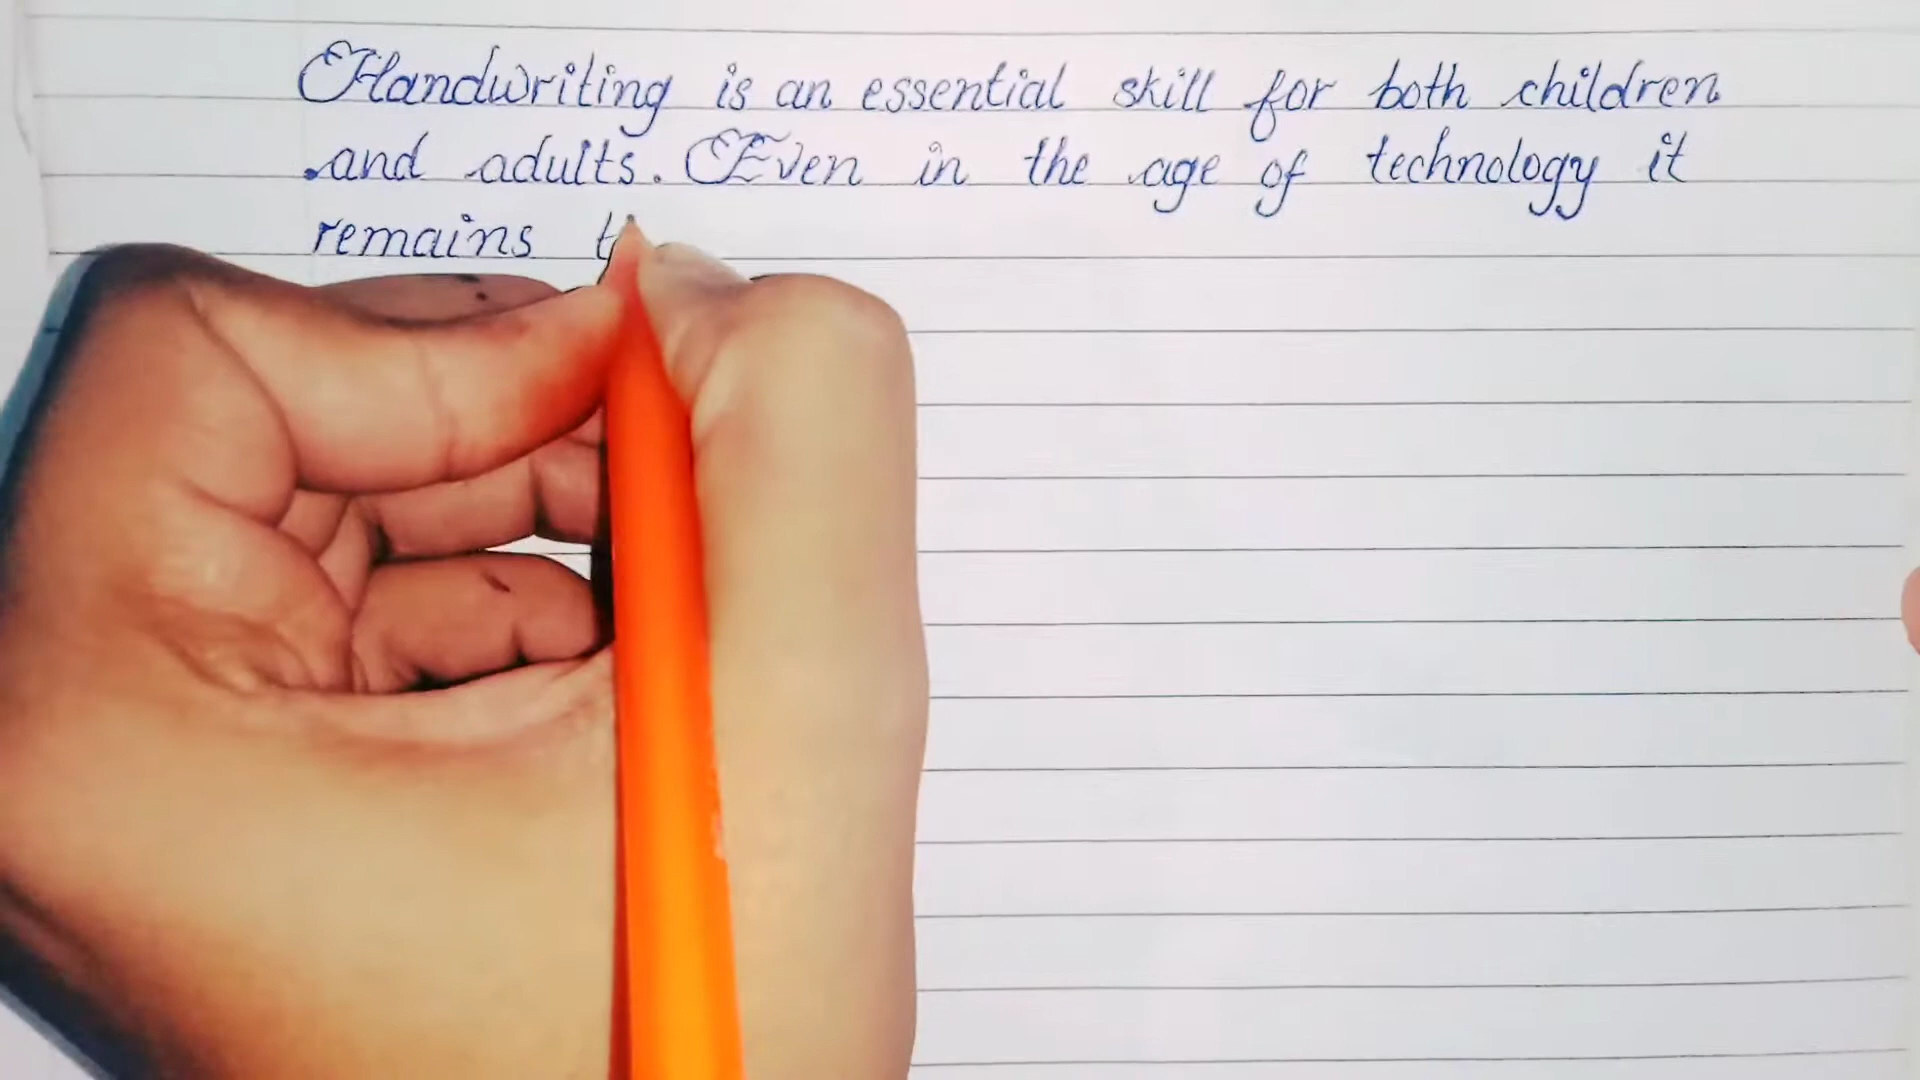 Handwriting is an essential skill for both children
and adults. Even in the age of technology it
remains t